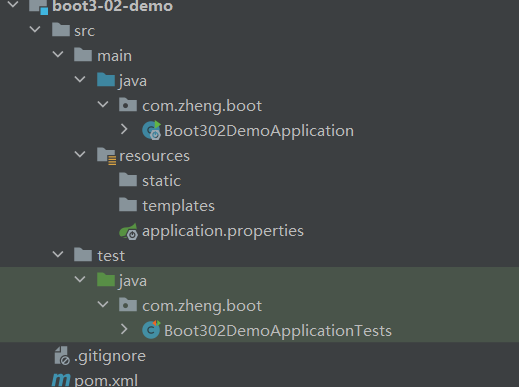 boot3-02-demo
src
main
java
com.zheng.boot
Boot302DemoApplication
resources
static
templates
application.properties
test
java
com.zheng.boot
Boot302DemoApplicationTests
.gitignore
pom.xml